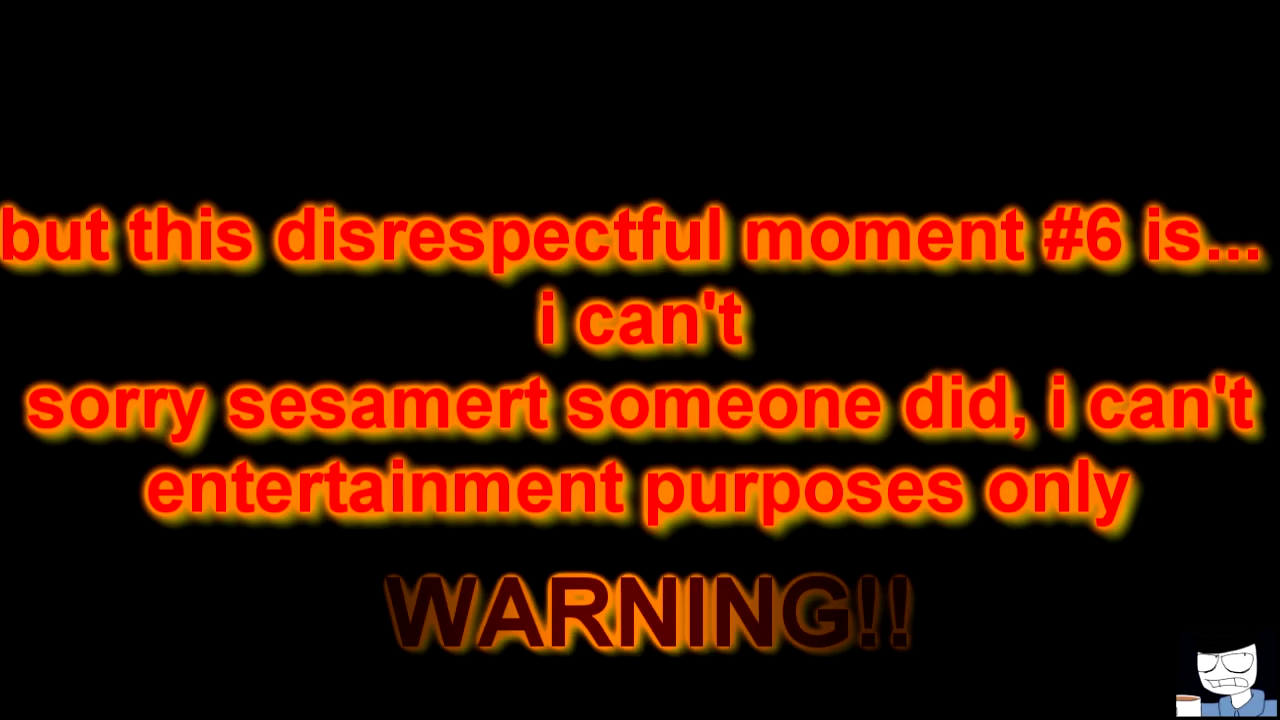 but this disrespectful moment #6 is...
i can't
sorry sesamert someone did, i can't
entertainment purposes only
WARNING!!